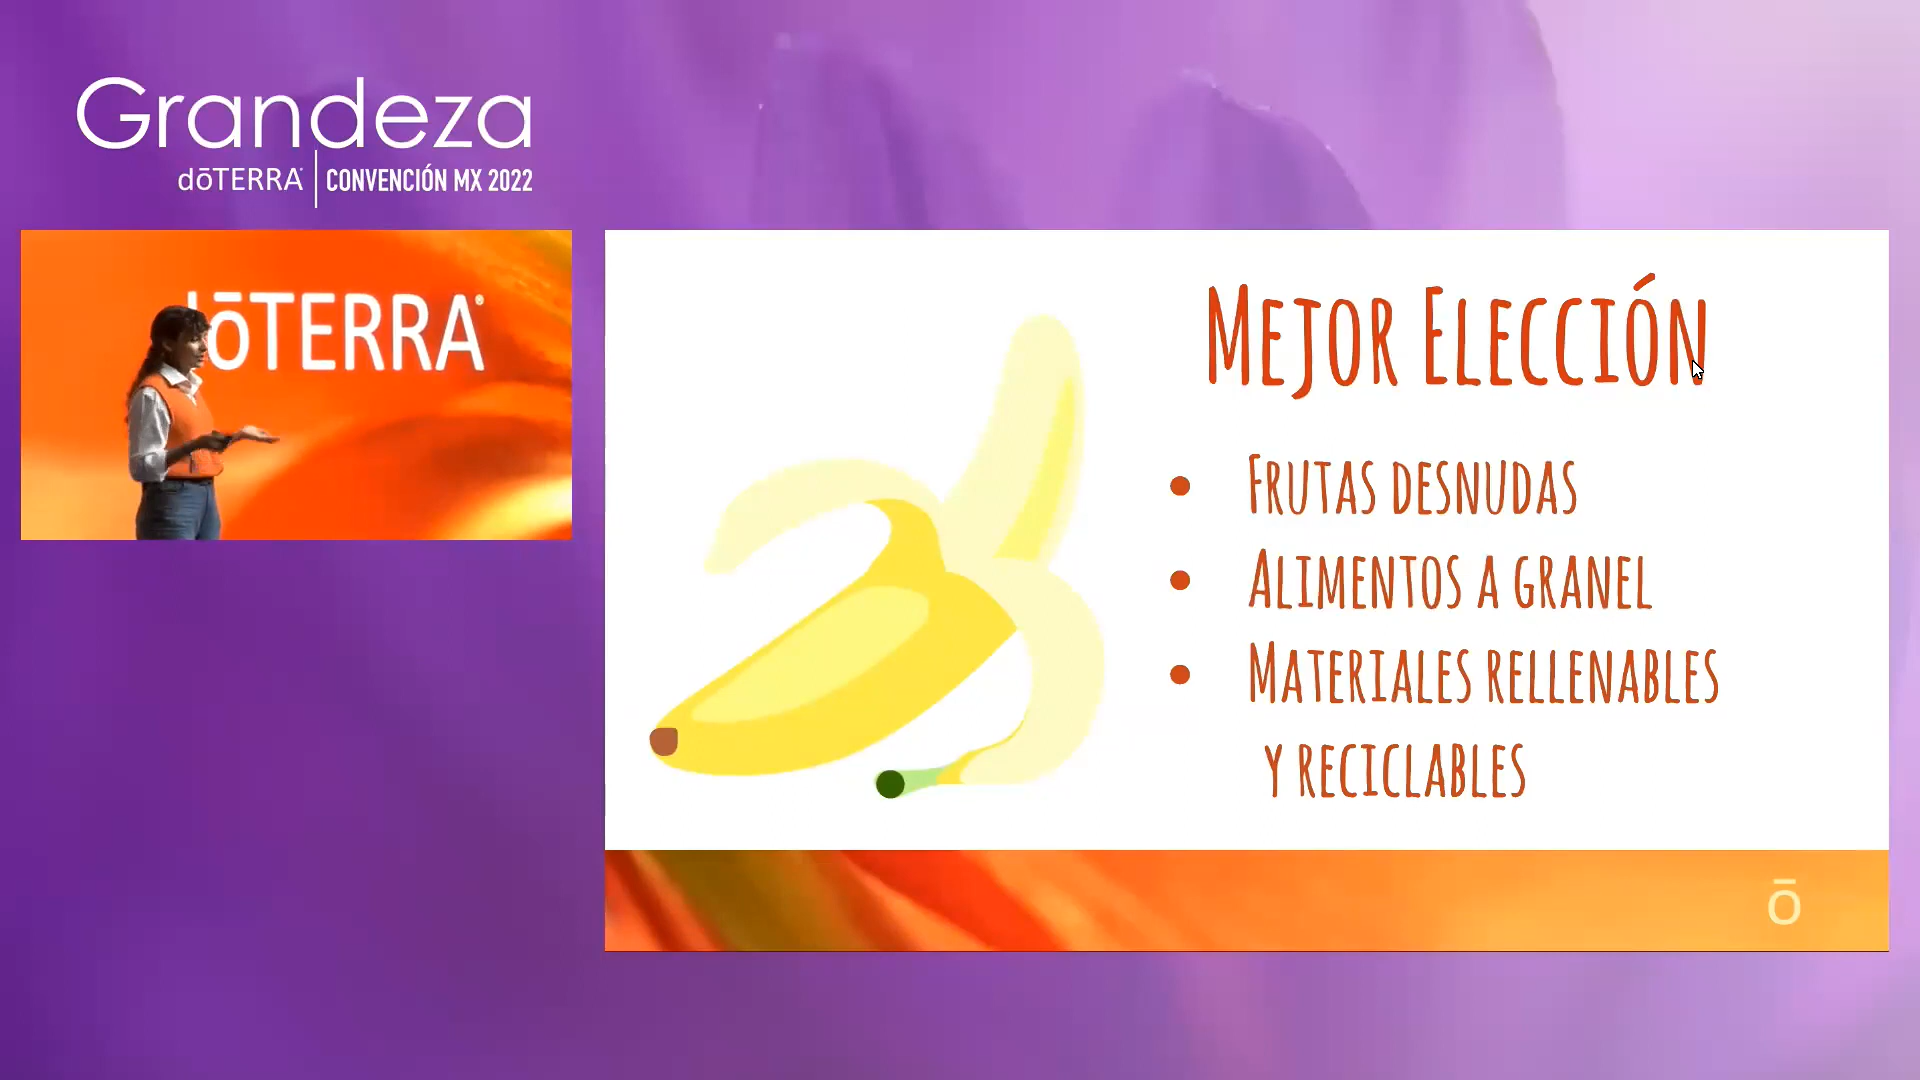 Grandeza
dōTERRA® | CONVENCIÓN MX 2022
dōTERRA®
Mejor Elección
• Frutas desnudas
• Alimentos a granel
• Materiales rellenables
y reciclables
ō